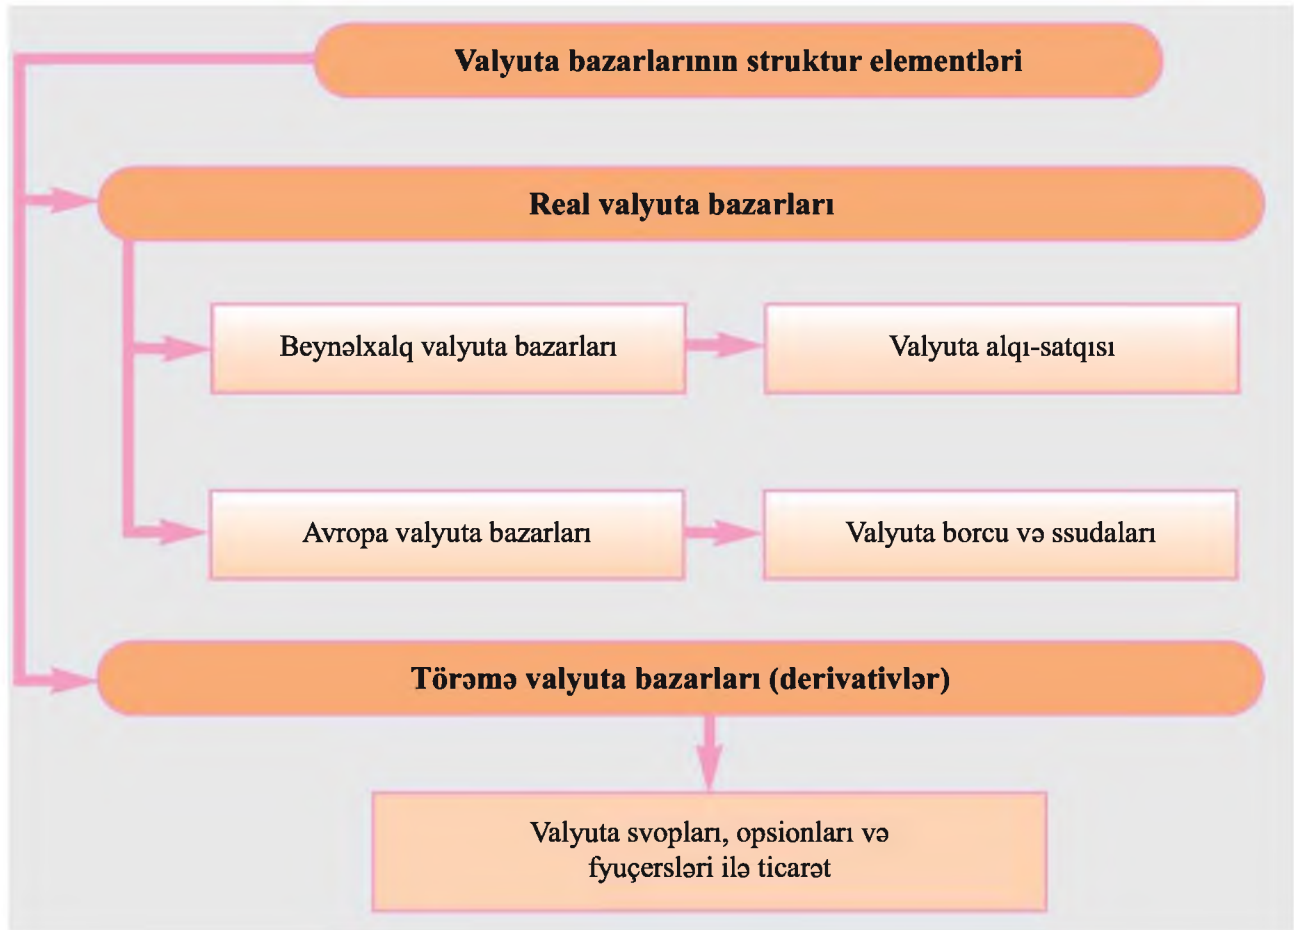 Valyuta bazarlarının struktur elementləri
Real valyuta bazarları
Beynəlxalq valyuta bazarları
Valyuta alqı-satqısı
Avropa valyuta bazarları
Valyuta borcu və ssudaları
Törəmə valyuta bazarları (derivativlər)
Valyuta svopları, opsionları və
fyuçersləri ilə ticarət